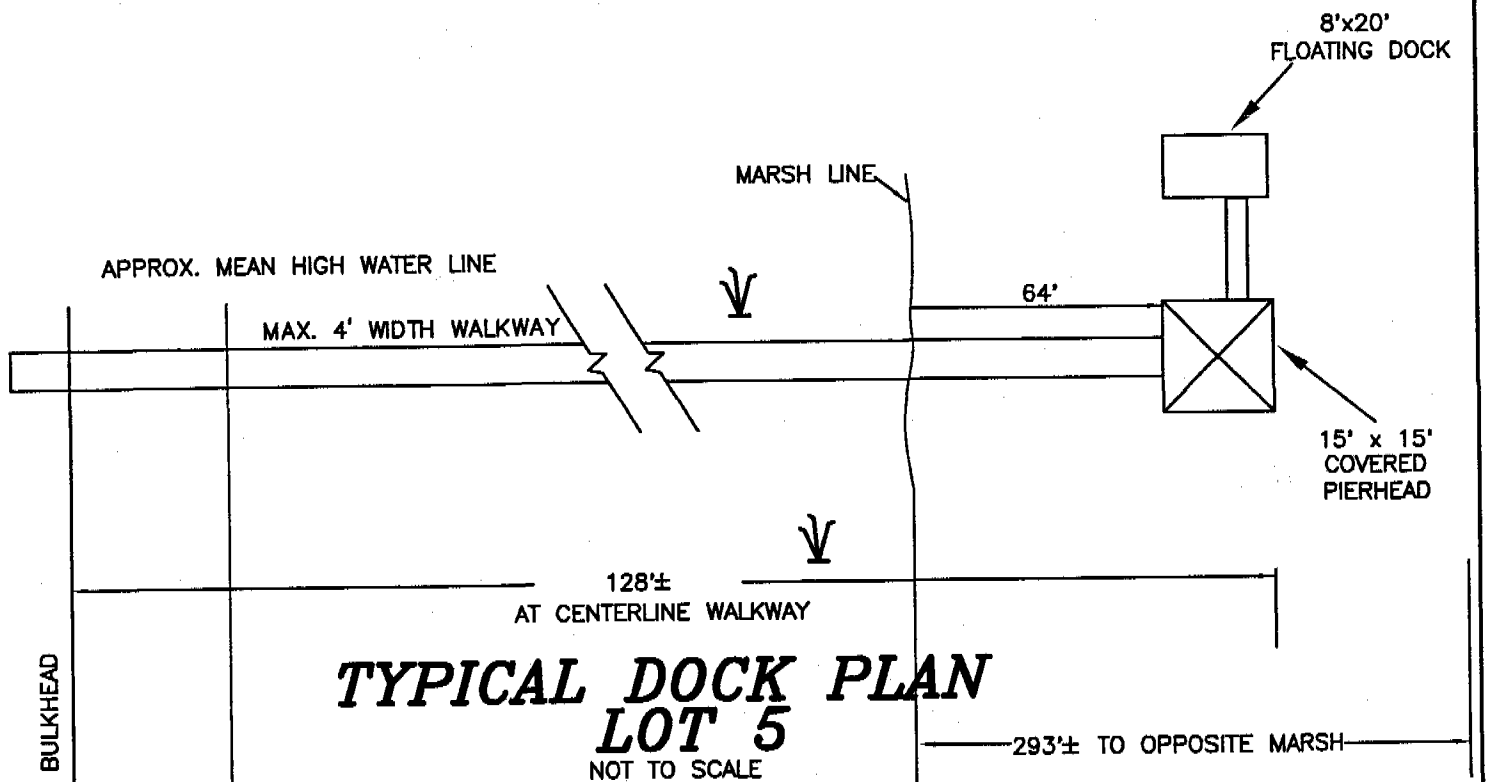 8'x20'
FLOATING DOCK
MARSH LINE
APPROX. MEAN HIGH WATER LINE
64'
MAX. 4' WIDTH WALKWAY
15' x 15'
COVERED
PIERHEAD
128'±
AT CENTERLINE WALKWAY
BULKHEAD
TYPICAL DOCK PLAN
LOT 5
NOT TO SCALE
293'± TO OPPOSITE MARSH